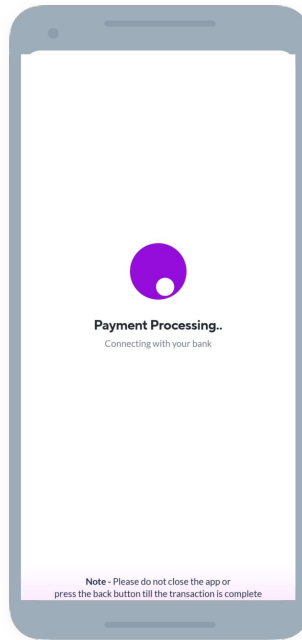 Payment Processing..
Connecting with your bank
Note - Please do not close the app or
press the back button till the transaction is complete